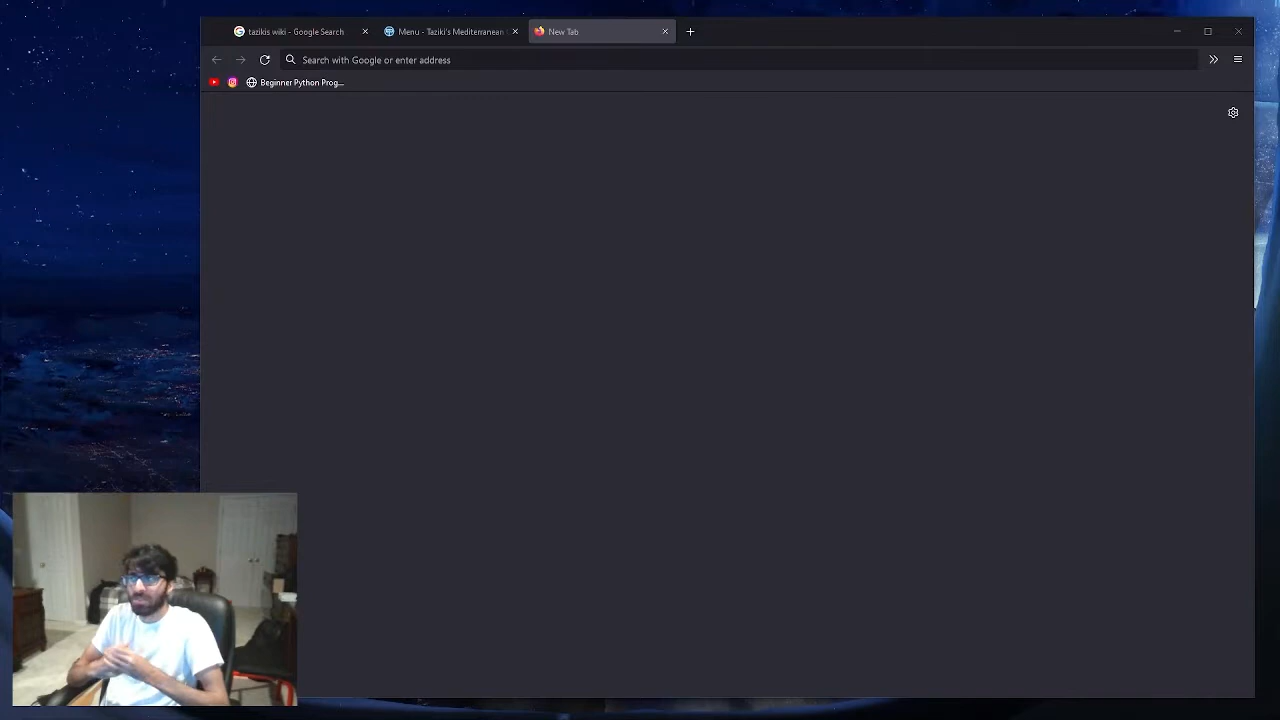 tazikis wiki - Google Search
Menu - Taziki's Mediterranean
New Tab
Search with Google or enter address
Beginner Python Prog...